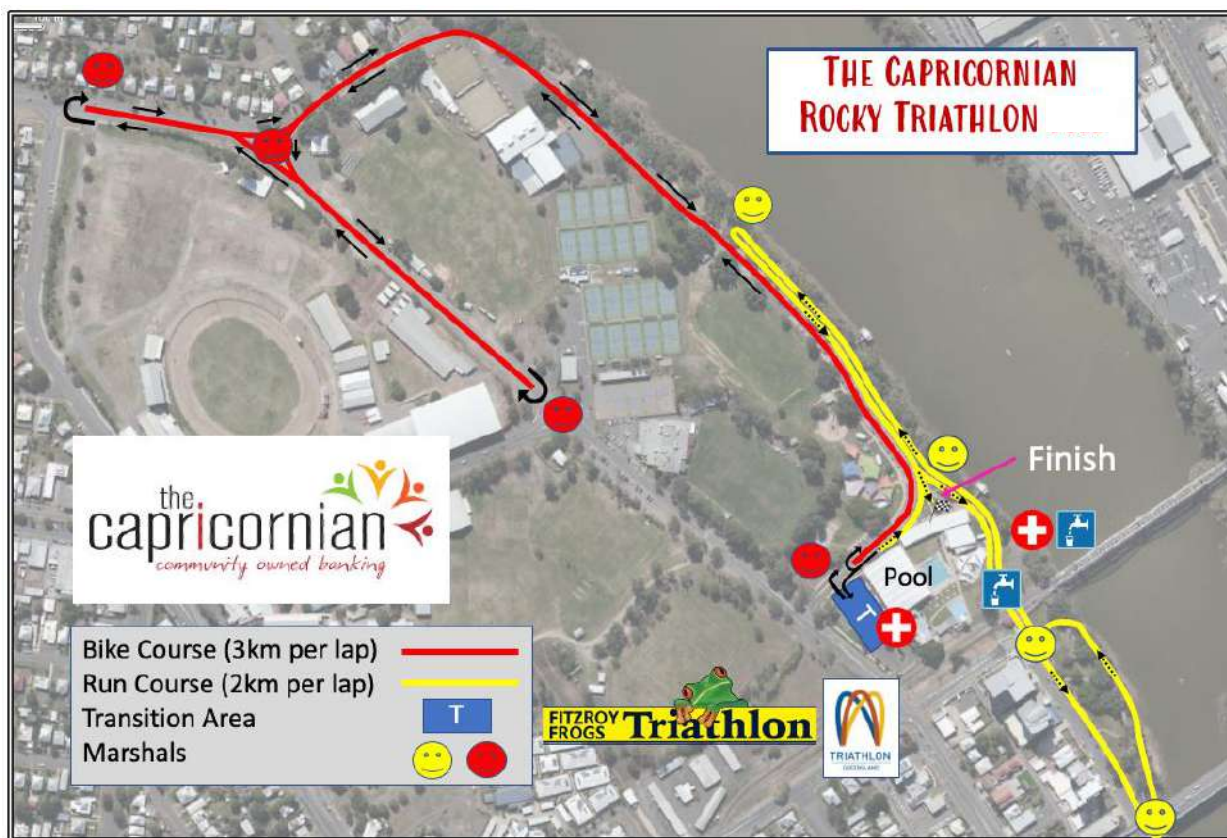 THE CAPRICORNIAN
ROCKY TRIATHLON
Finish
Pool
T
the
capricornian
community owned banking
Bike Course (3km per lap)
Run Course (2km per lap)
Transition Area
T
Marshals
FITZROY
FROGS
Triathlon
TRIATHLON
QUEENSLAND